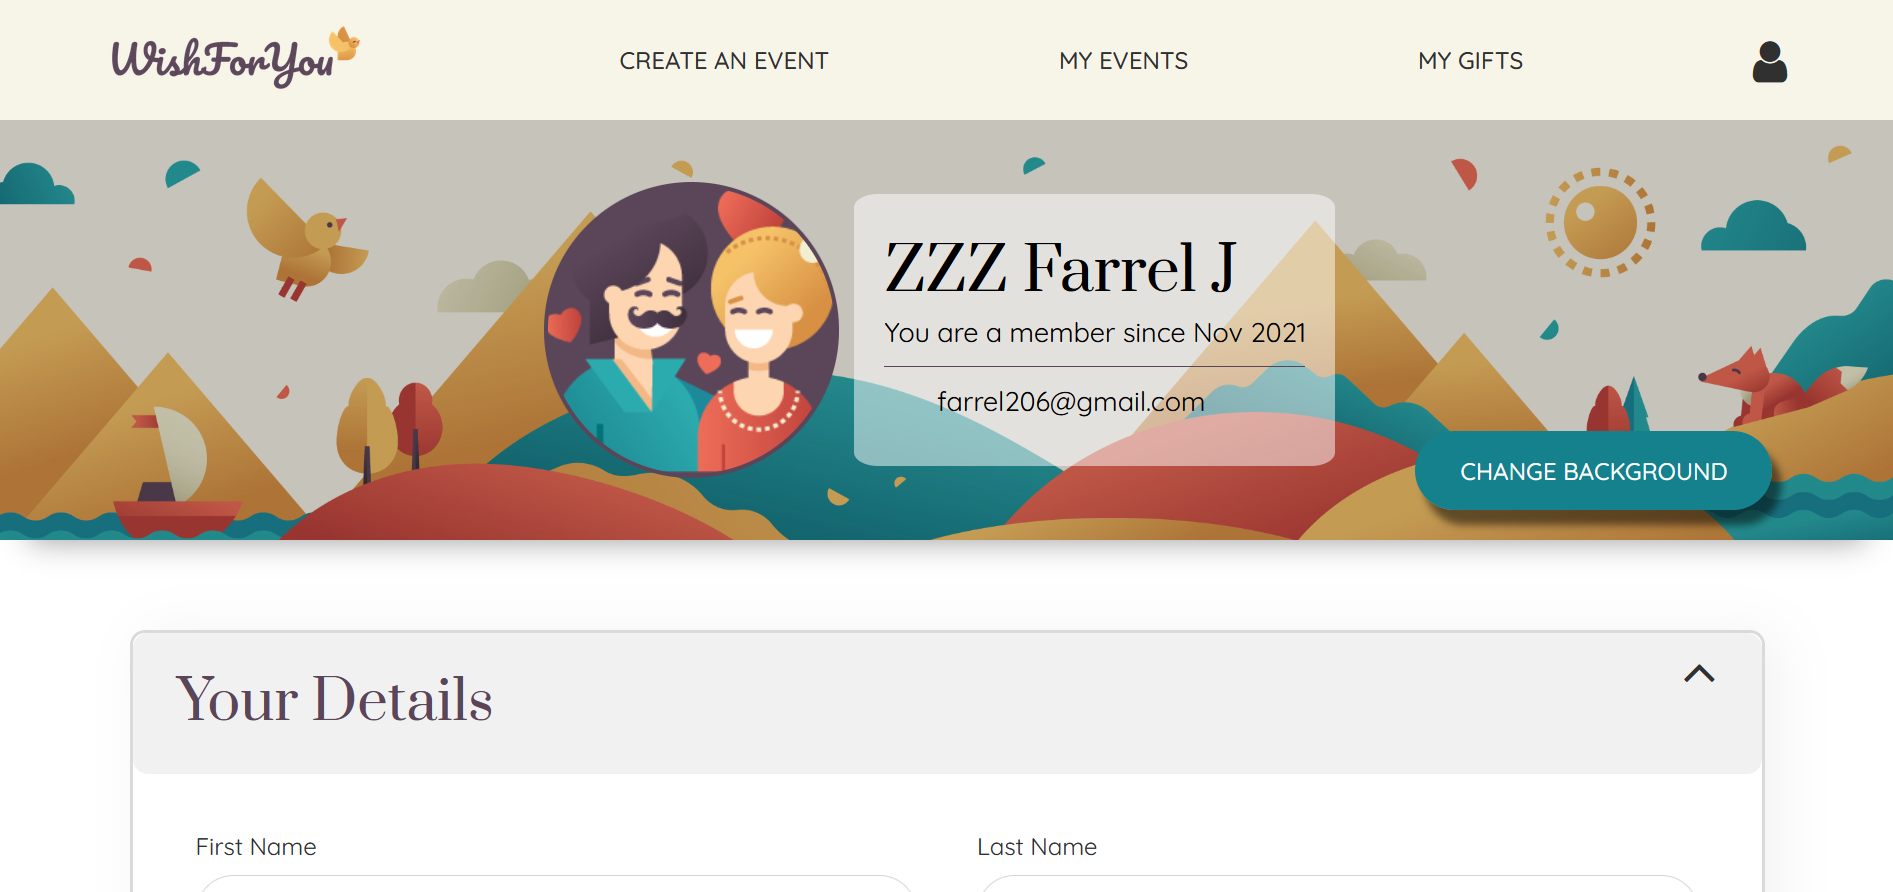 WishForYou
CREATE AN EVENT
MY EVENTS
MY GIFTS
ZZZ Farrel J
You are a member since Nov 2021
farrel206@gmail.com
CHANGE BACKGROUND
Your Details
First Name
Last Name